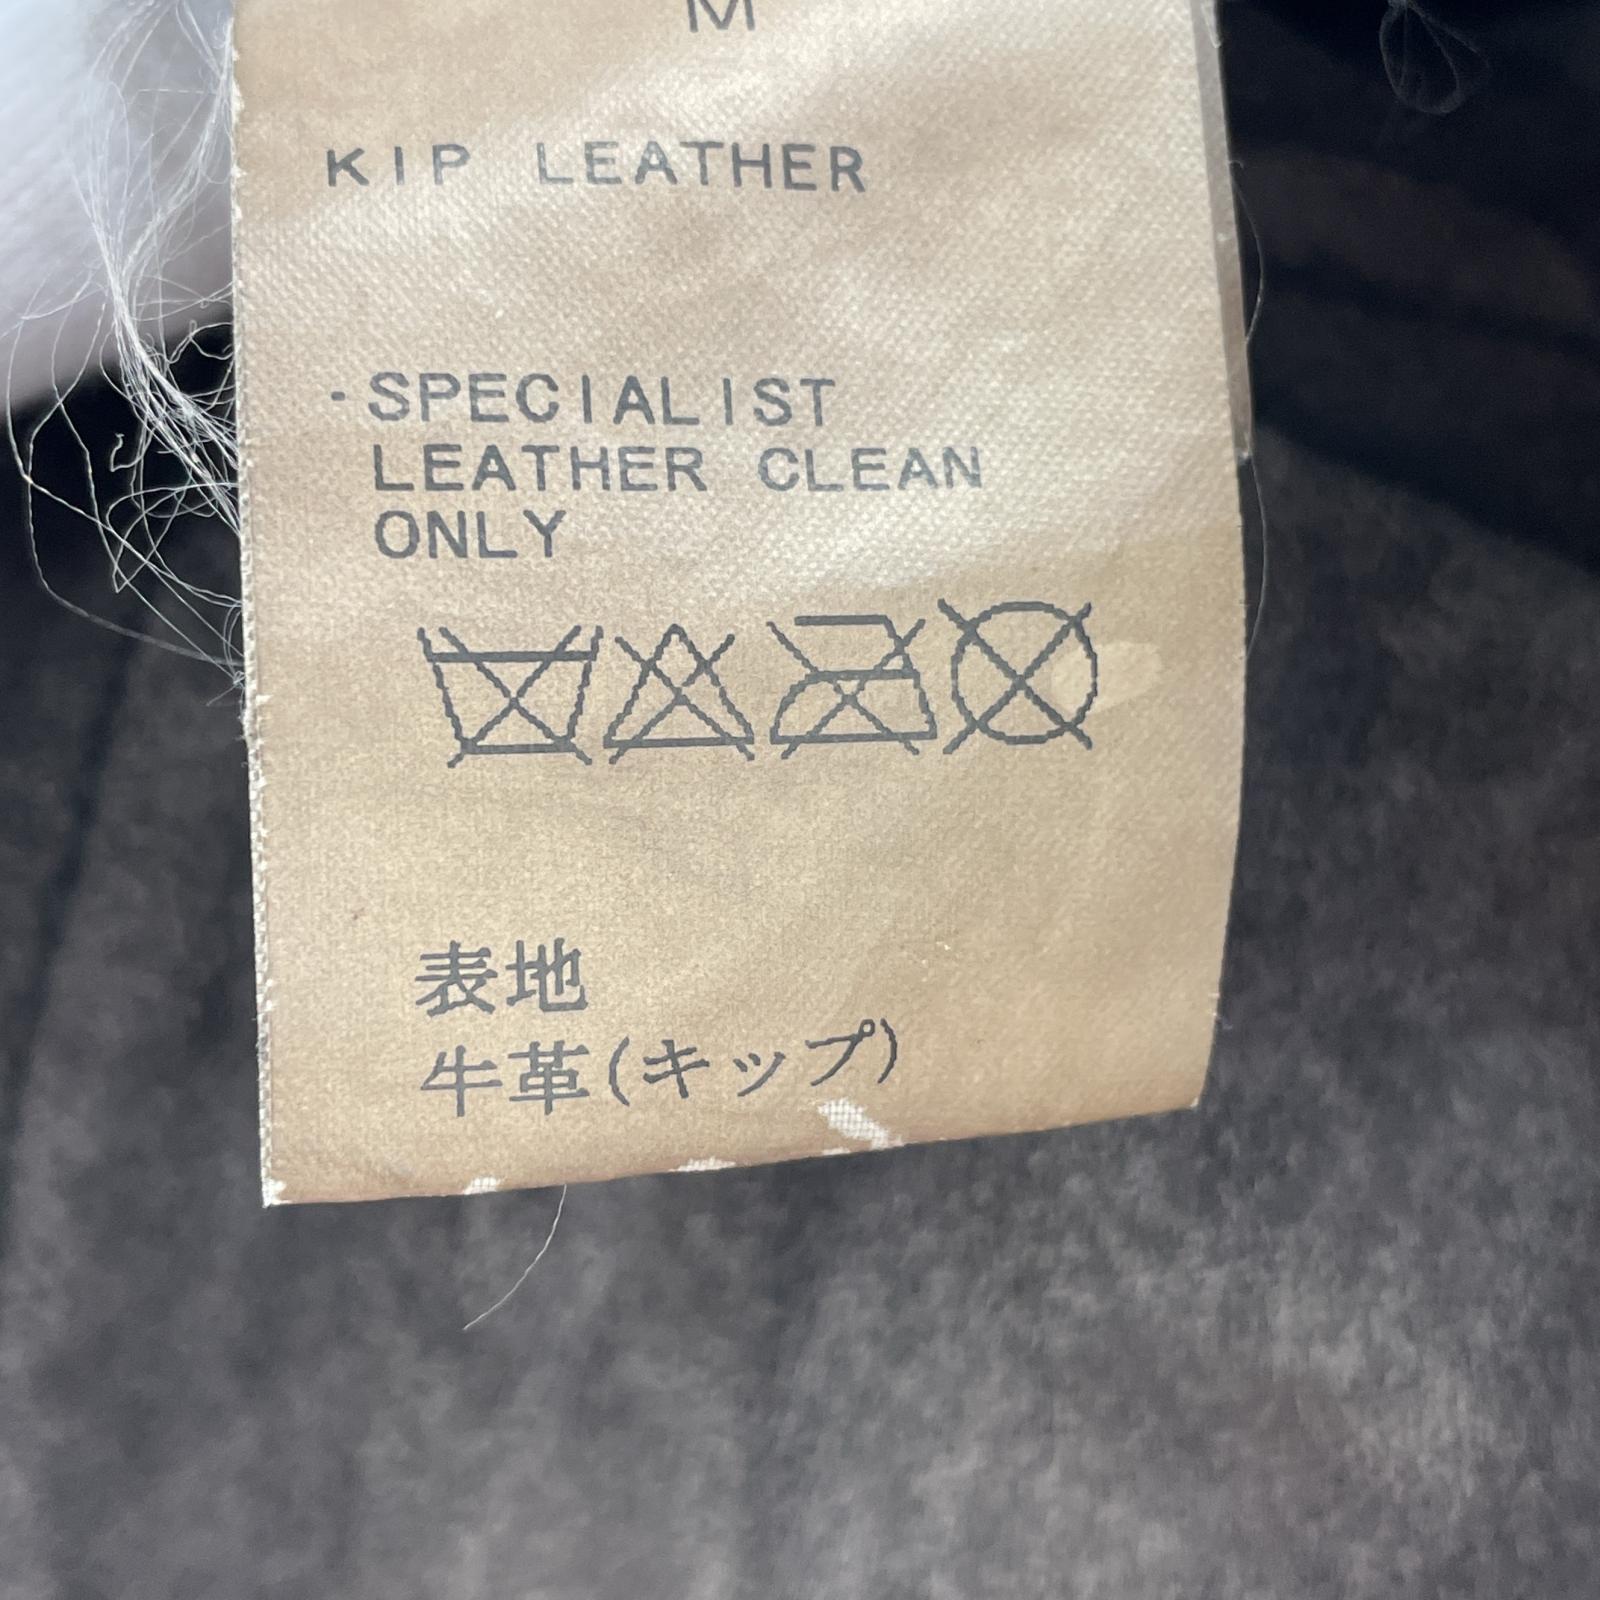 M
KIP LEATHER
-SPECIALIST
LEATHER CLEAN
ONLY
表地
牛革(キップ)